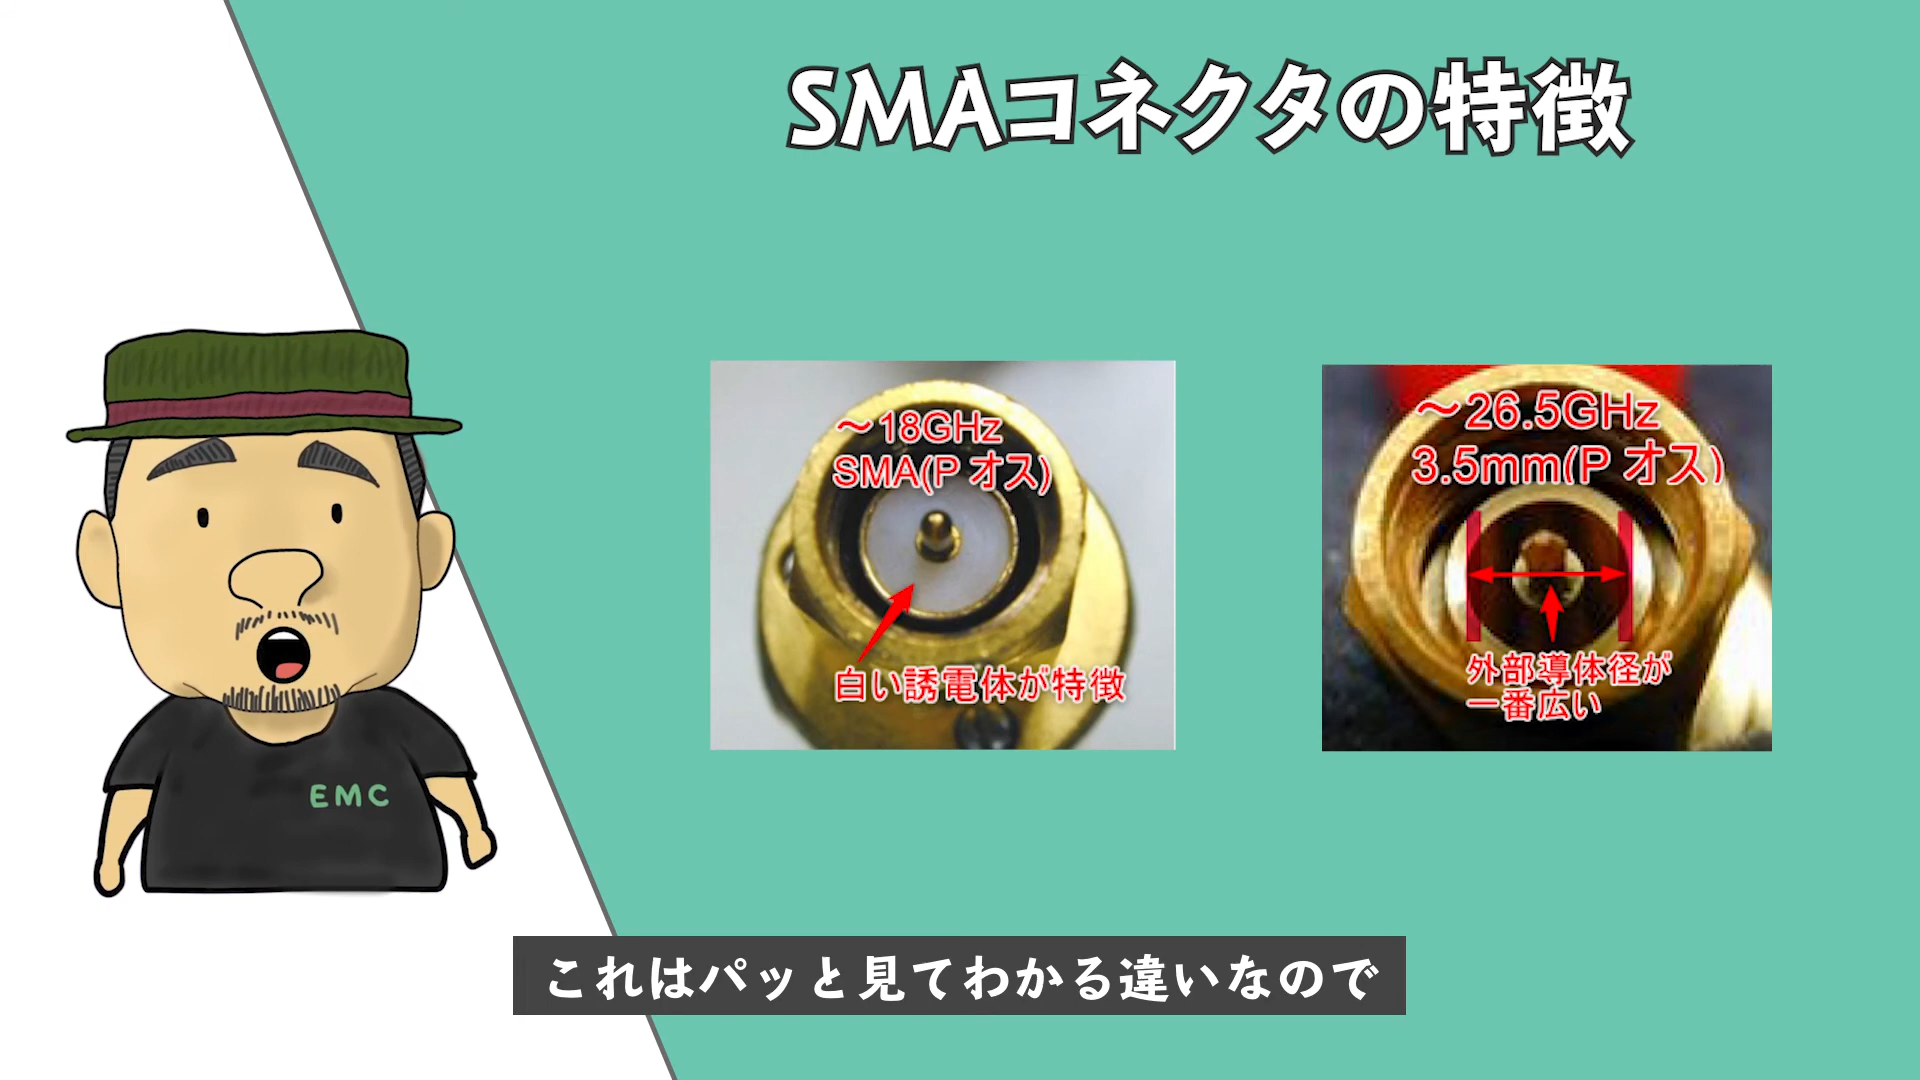 SMAコネクタの特徴
～18GHz
SMA(P オス)
白い誘電体が特徴
～26.5GHz
3.5mm(P オス)
外部導体径が
一番広い
EMC
これはパッと見てわかる違いなので